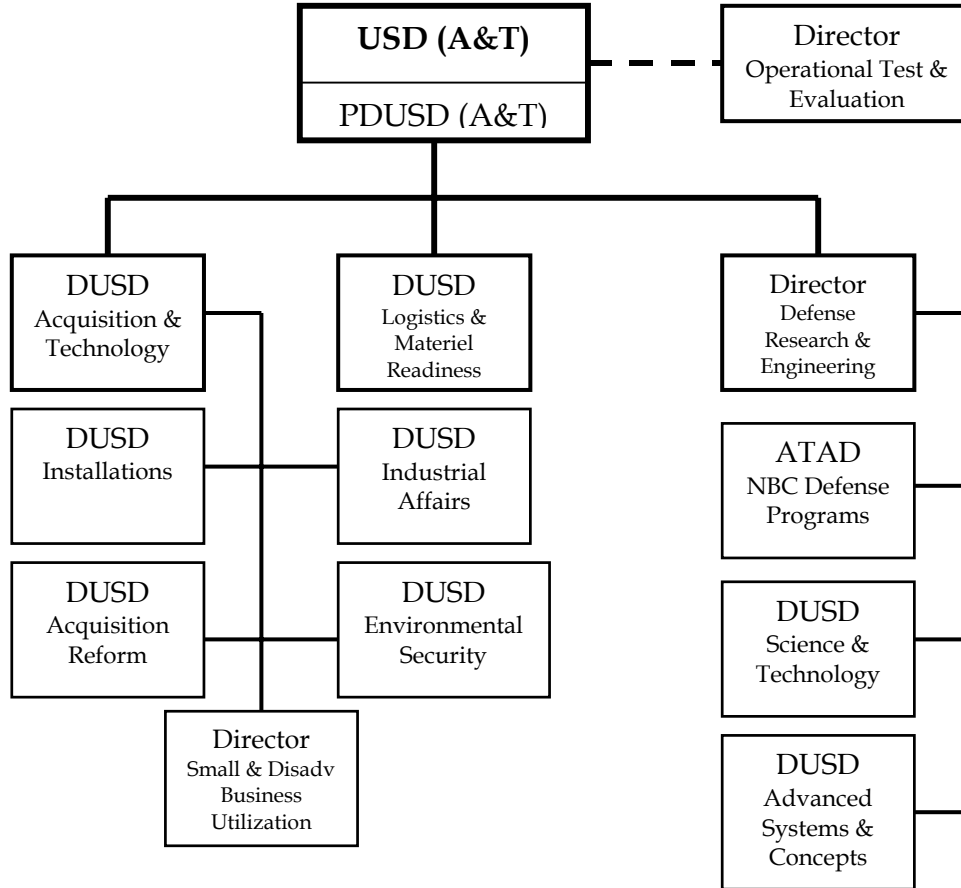 USD (A&T)
PDUSD (A&T)
Director
Operational Test &
Evaluation
DUSD
Acquisition &
Technology
DUSD
Logistics &
Materiel
Readiness
Director
Defense
Research &
Engineering
DUSD
Installations
DUSD
Industrial
Affairs
ATAD
NBC Defense
Programs
DUSD
Acquisition
Reform
DUSD
Environmental
Security
DUSD
Science &
Technology
Director
Small & Disadv
Business
Utilization
DUSD
Advanced
Systems &
Concepts